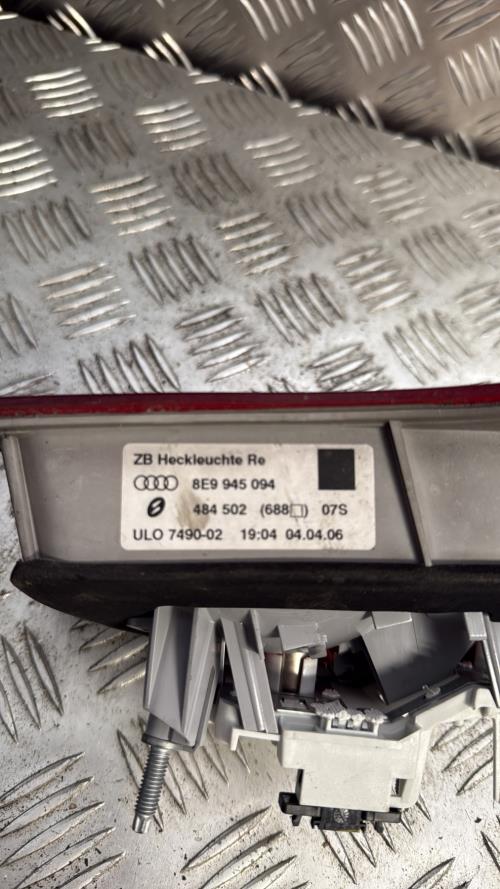 ZB Heckleuchte Re
8E9 945 094
484 502 (688□) 07S
ULO 7490-02 19:04 04.04.06